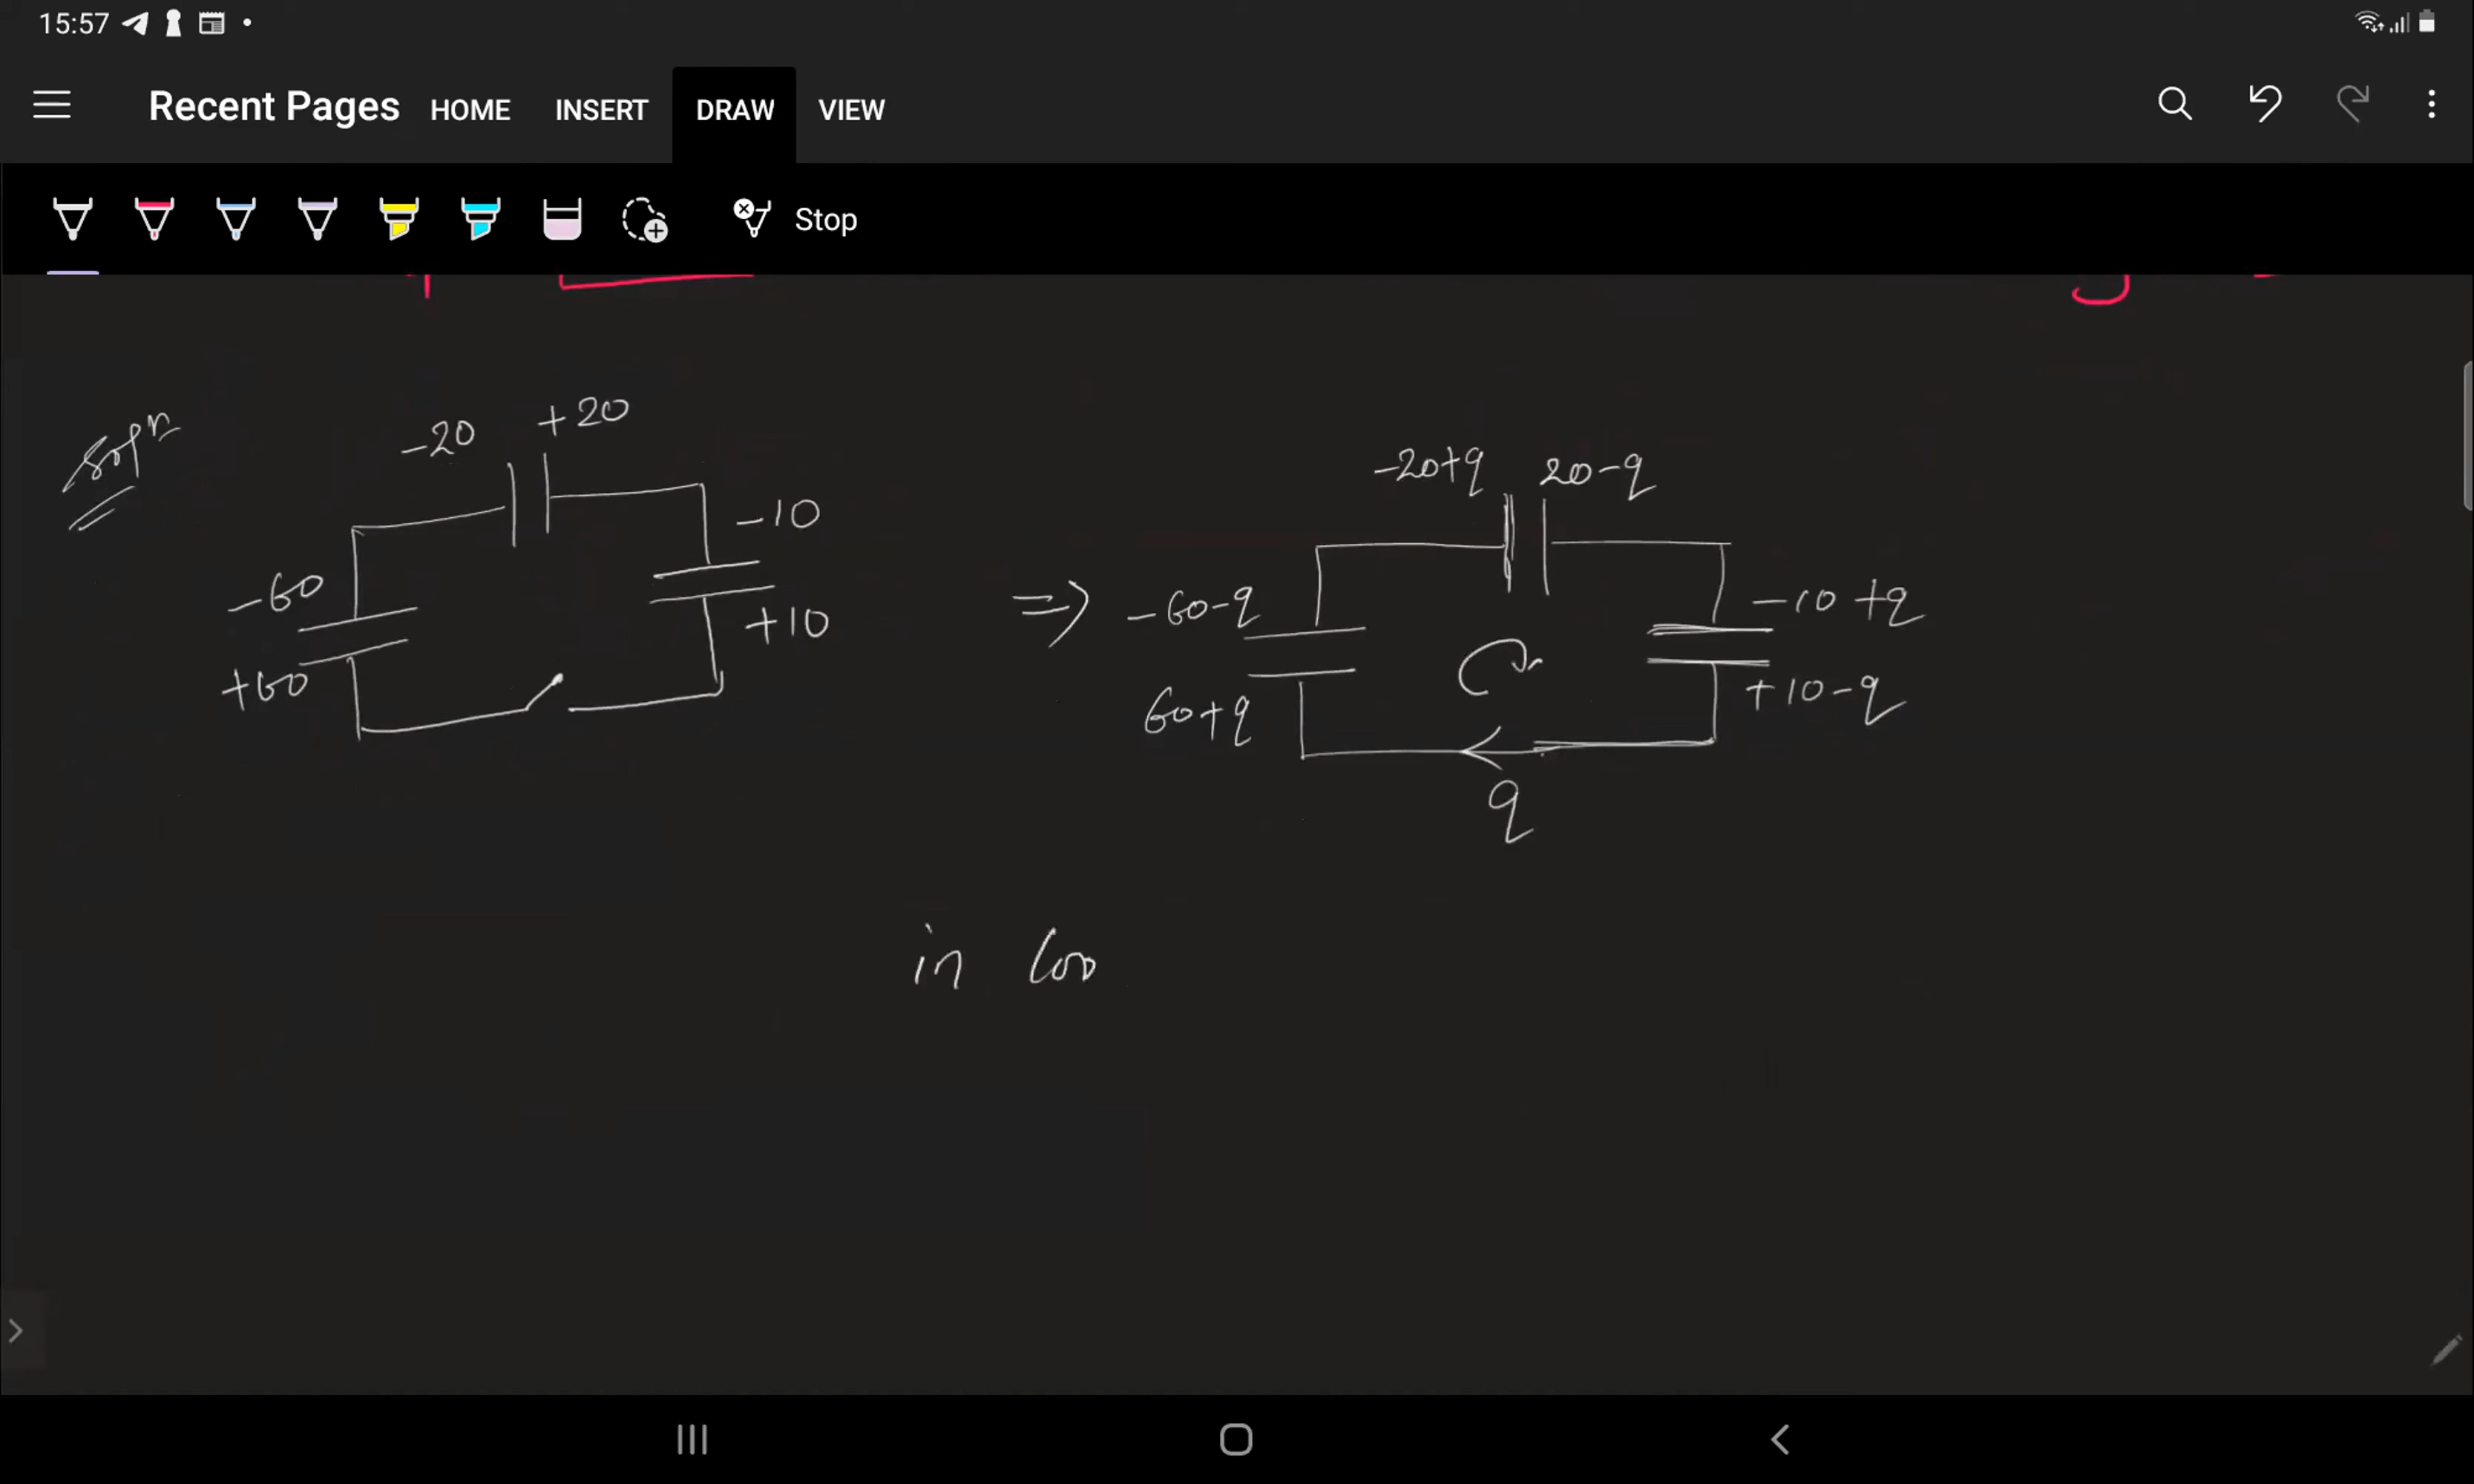 15:57
Recent Pages HOME INSERT DRAW VIEW
Stop
Solⁿ
-20 +20
-10
+10
-60
+60
⇒
-20+q 20-q
-60-q
60+q
-10+q
+10-q
q
in loo